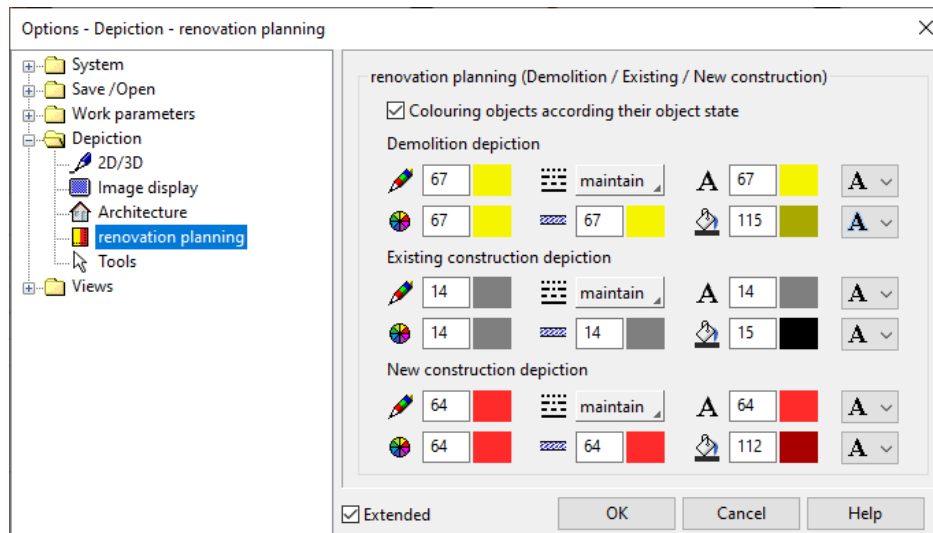 Options - Depiction - renovation planning
System
Save /Open
Work parameters
Depiction
2D/3D
Image display
Architecture
renovation planning
Tools
Views
renovation planning (Demolition / Existing / New construction)
Colouring objects according their object state
Demolition depiction
67 maintain A 67 A
67 67 115 A
Existing construction depiction
14 maintain A 14 A
14 14 15 A
New construction depiction
64 maintain A 64 A
64 64 112 A
Extended OK Cancel Help